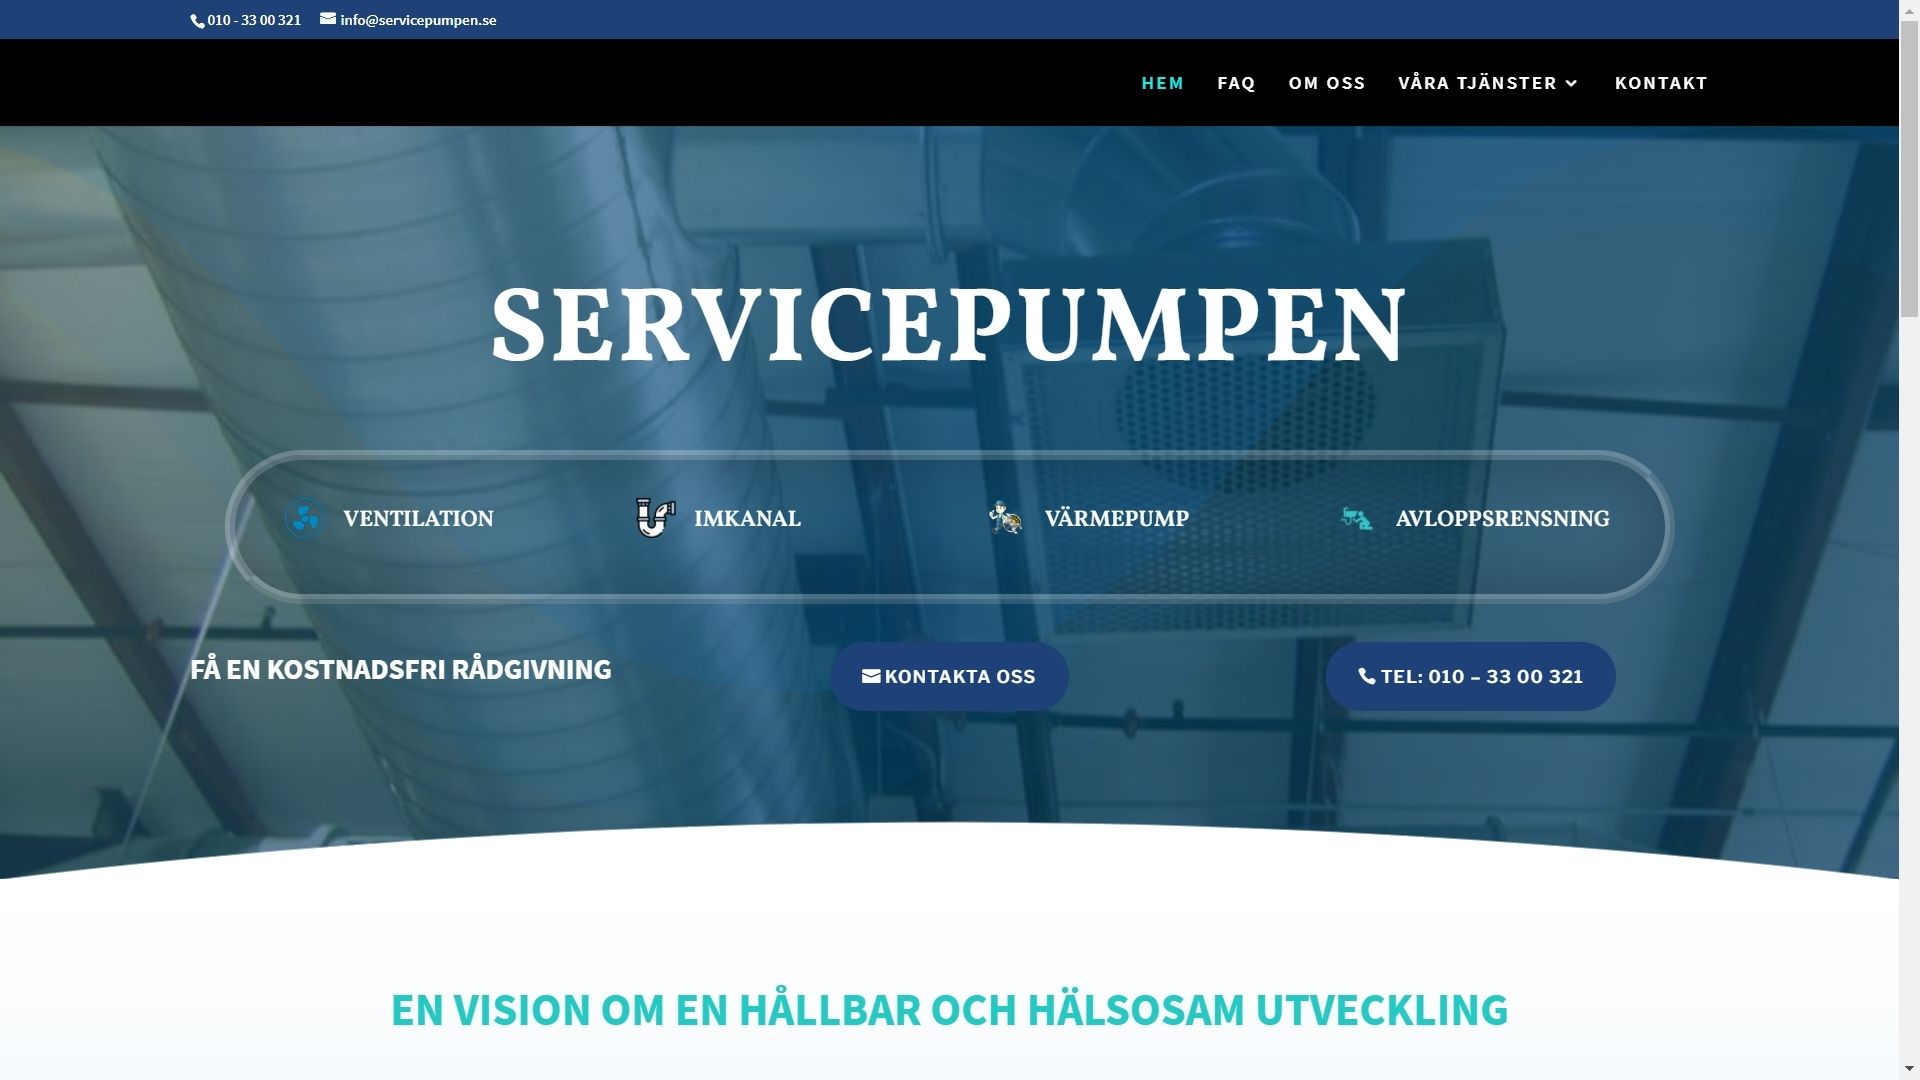 010 - 33 00 321
info@servicepumpen.se
HEM FAQ OM OSS VÅRA TJÄNSTER KONTAKT
SERVICEPUMPEN
VENTILATION IMKANAL VÄRMEPUMP AVLOPPSRENSNING
FÅ EN KOSTNADSFRI RÅDGIVNING
KONTAKTA OSS
TEL: 010 – 33 00 321
EN VISION OM EN HÅLLBAR OCH HÄLSOSAM UTVECKLING